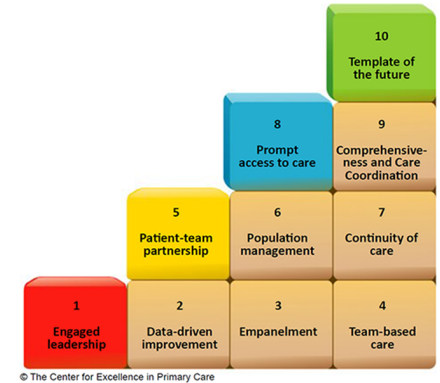 10
Template of
the future
8
Prompt
access to care
9
Comprehensive-
ness and Care
Coordination
5
Patient-team
partnership
6
Population
management
7
Continuity of
care
1
Engaged
leadership
2
Data-driven
improvement
3
Empanelment
4
Team-based
care
© The Center for Excellence in Primary Care